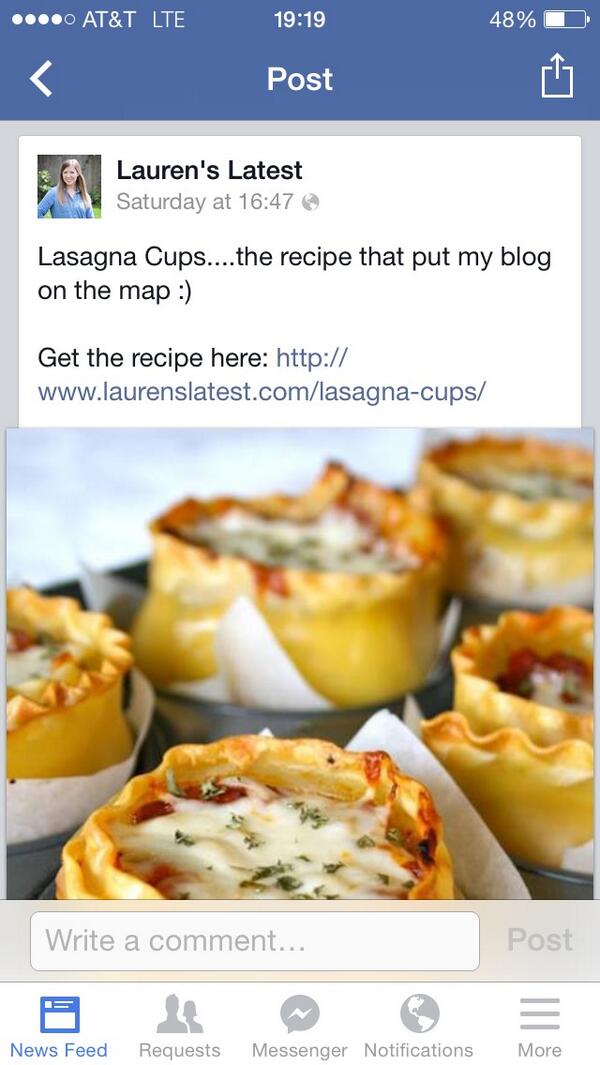 AT&T LTE 19:19 48%
Post
Lauren's Latest
Saturday at 16:47
Lasagna Cups....the recipe that put my blog
on the map :)
Get the recipe here: http://
www.laurenslatest.com/lasagna-cups/
Write a comment... Post
News Feed Requests Messenger Notifications More